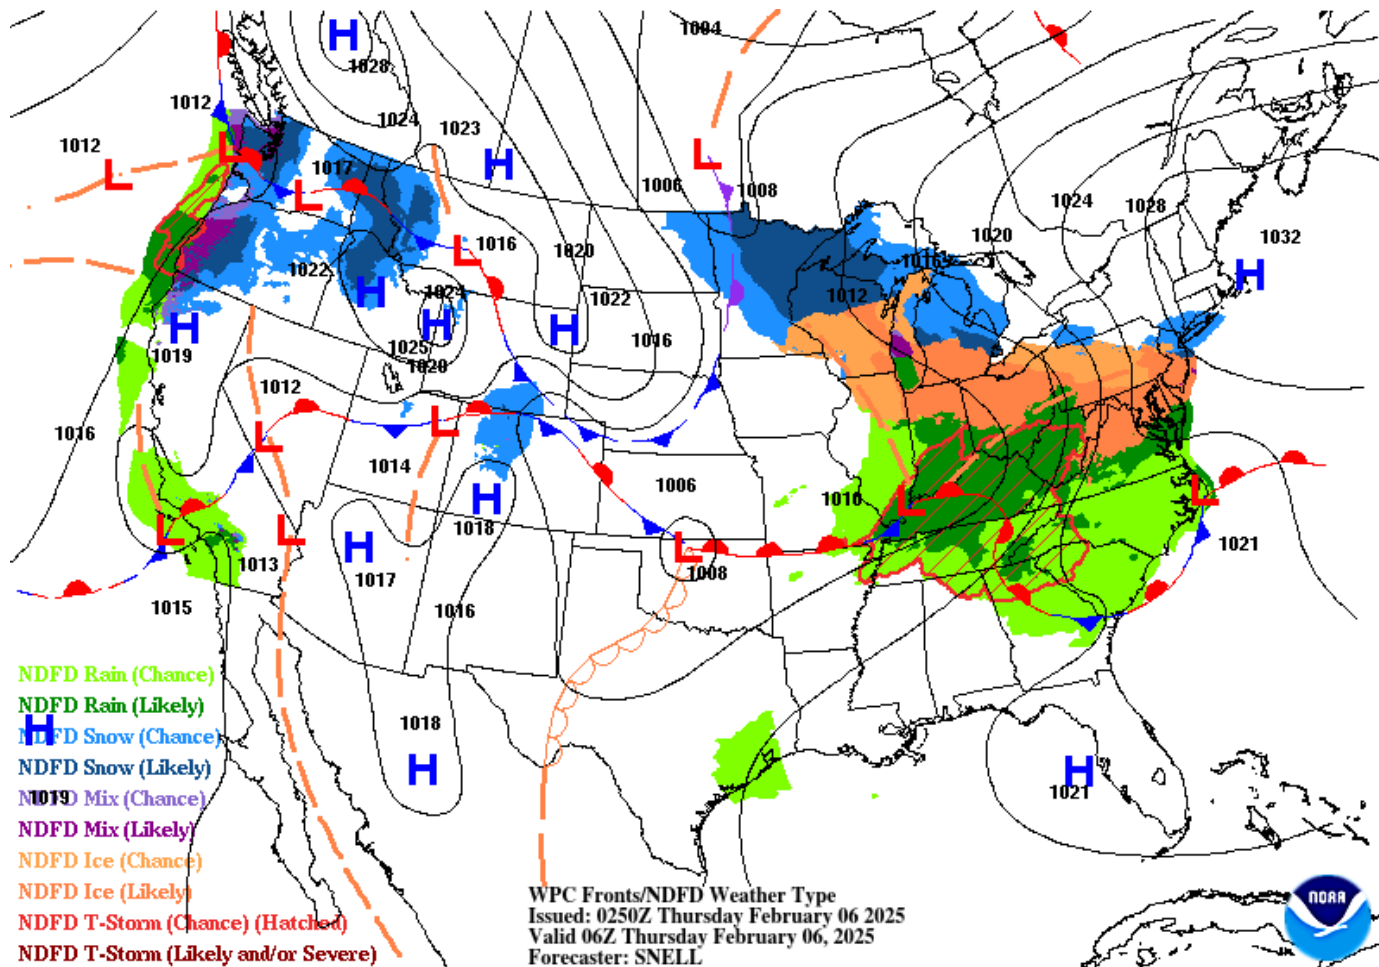 1004
1028
1012
1024
1023
1012
1017
1006
1008
1024
1028
1016
1020
1020
1032
1022
1016
1024
1022
1012
1025
1016
1019
1020
1012
1016
1014
1006
1010
1018
1021
1013
1008
1017
1016
1015
1018
1021
H
H
H
H
H
H
H
H
H
H
H
H
L
L
L
L
L
L
L
L
L
L
L
L
NDFD Rain (Chance)
NDFD Rain (Likely)
NDFD Snow (Chance)
NDFD Snow (Likely)
NDFD Mix (Chance)
1019
NDFD Mix (Likely)
NDFD Ice (Chance)
NDFD Ice (Likely)
NDFD T-Storm (Chance) (Hatched)
NDFD T-Storm (Likely and/or Severe)
WPC Fronts/NDFD Weather Type
Issued: 0250Z Thursday February 06 2025
Valid 06Z Thursday February 06, 2025
Forecaster: SNELL
NOAA